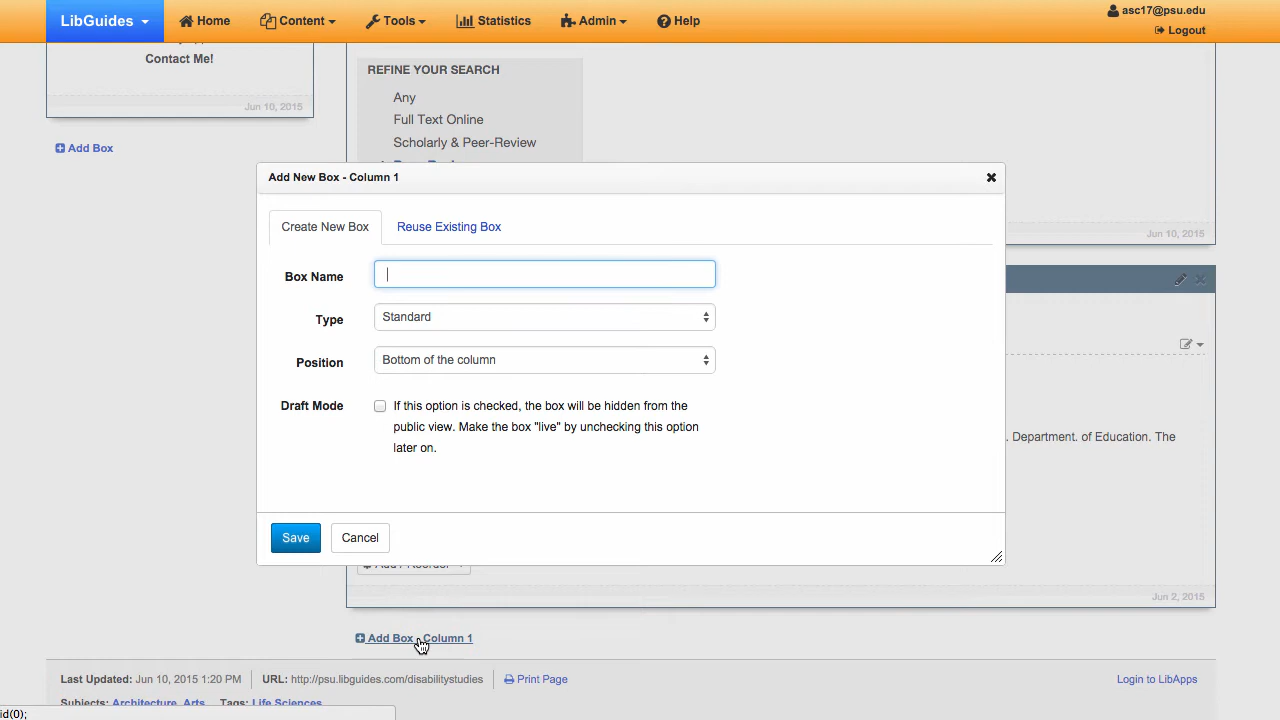 LibGuides
Home
Content
Tools
Statistics
Admin
Help
asc17@psu.edu
Logout
Contact Me!
Jun 10, 2015
Add Box
REFINE YOUR SEARCH
Any
Full Text Online
Scholarly & Peer-Review
Jun 10, 2015
Add New Box - Column 1
Create New Box
Reuse Existing Box
Box Name
Type
Standard
Position
Bottom of the column
Draft Mode
If this option is checked, the box will be hidden from the
public view. Make the box "live" by unchecking this option
later on.
Save
Cancel
. Department. of Education. The
Jun 2, 2015
Add Box Column 1
Last Updated: Jun 10, 2015 1:20 PM
URL: http://psu.libguides.com/disabilitystudies
Print Page
Login to LibApps
Subjects: Architecture, Arts
Tags: Life Sciences
id(0);